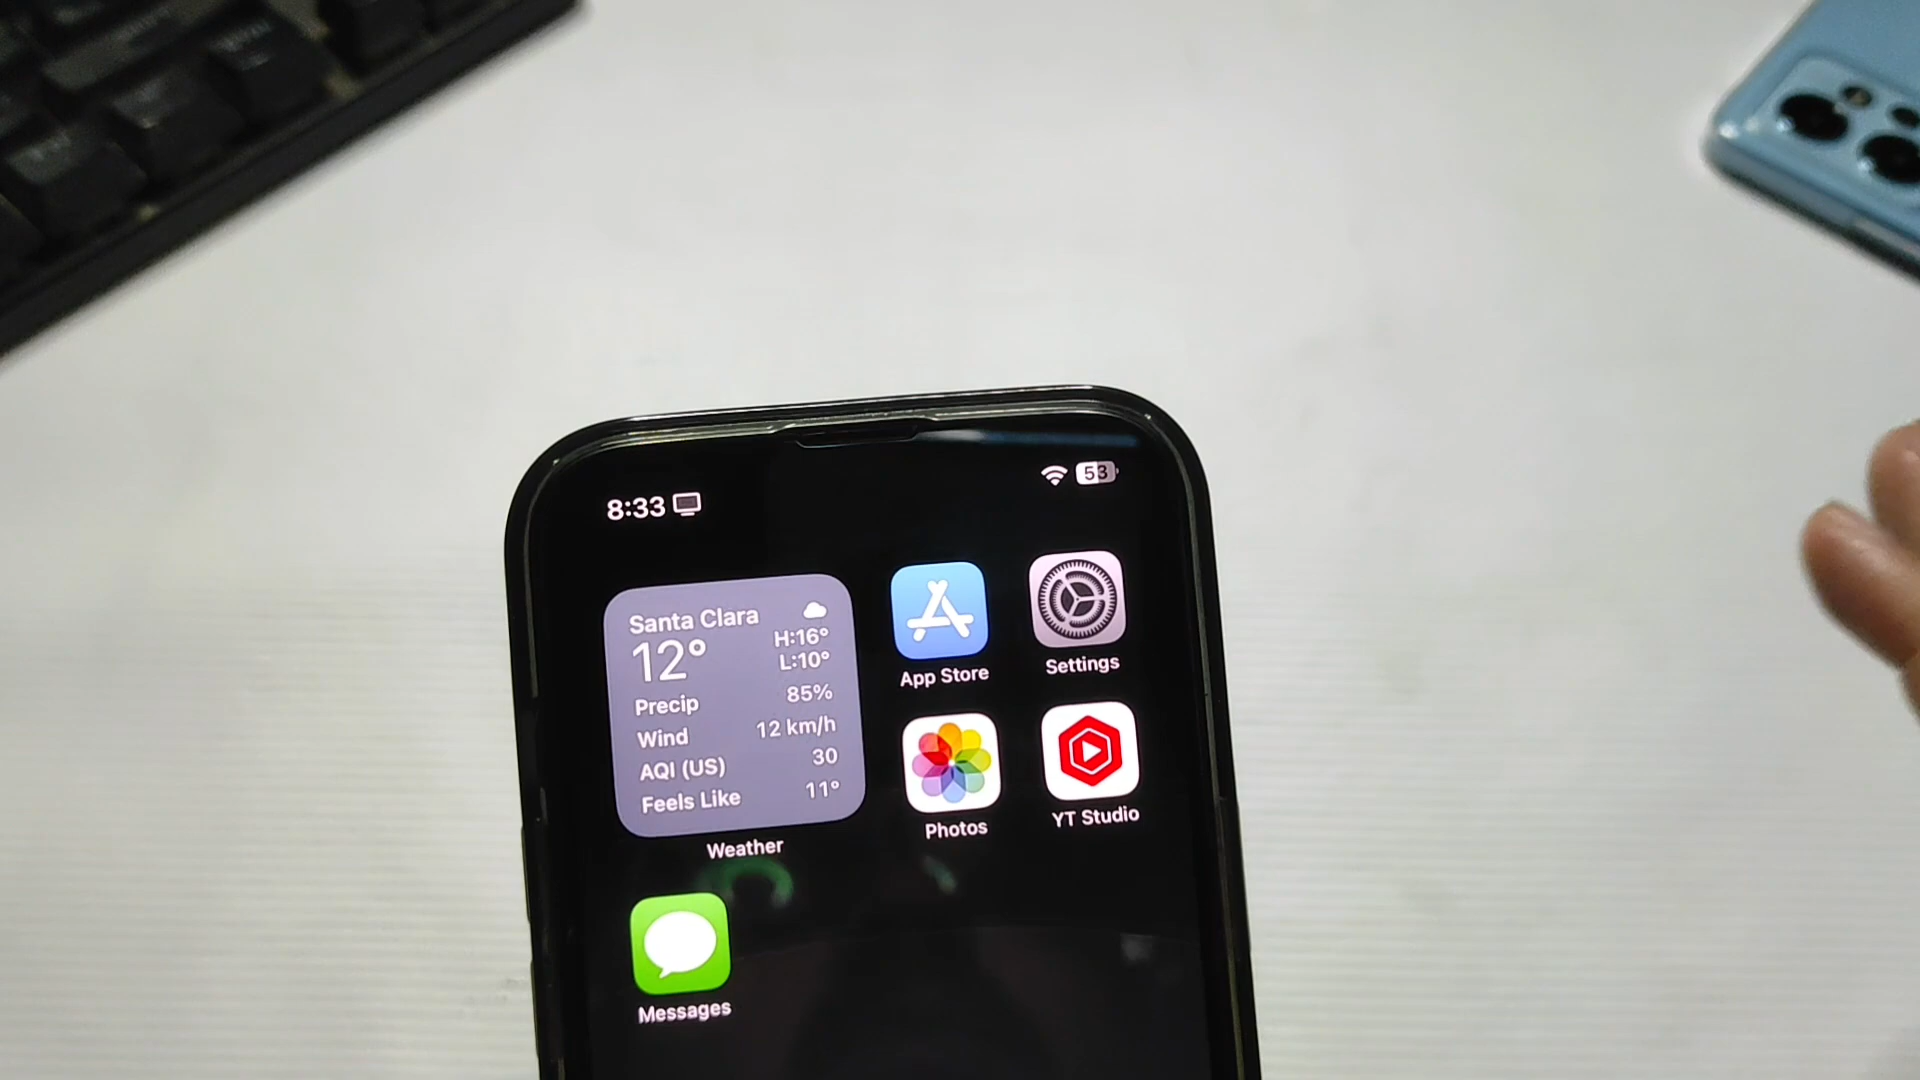 8:33
53
Santa Clara
12°
H:16°
L:10°
Precip 85%
Wind 12 km/h
AQI (US) 30
Feels Like 11°
Weather
App Store
Settings
Photos
YT Studio
Messages